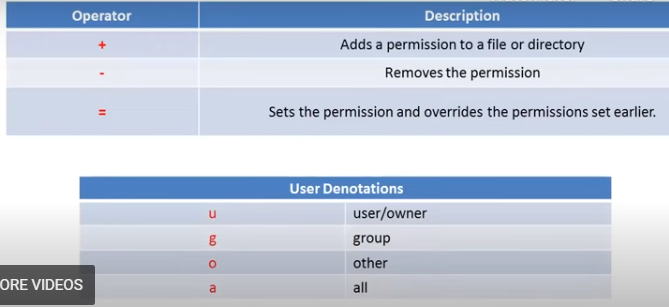 Operator Description
+ Adds a permission to a file or directory
- Removes the permission
= Sets the permission and overrides the permissions set earlier.
User Denotations
u user/owner
g group
o other
a all
ORE VIDEOS